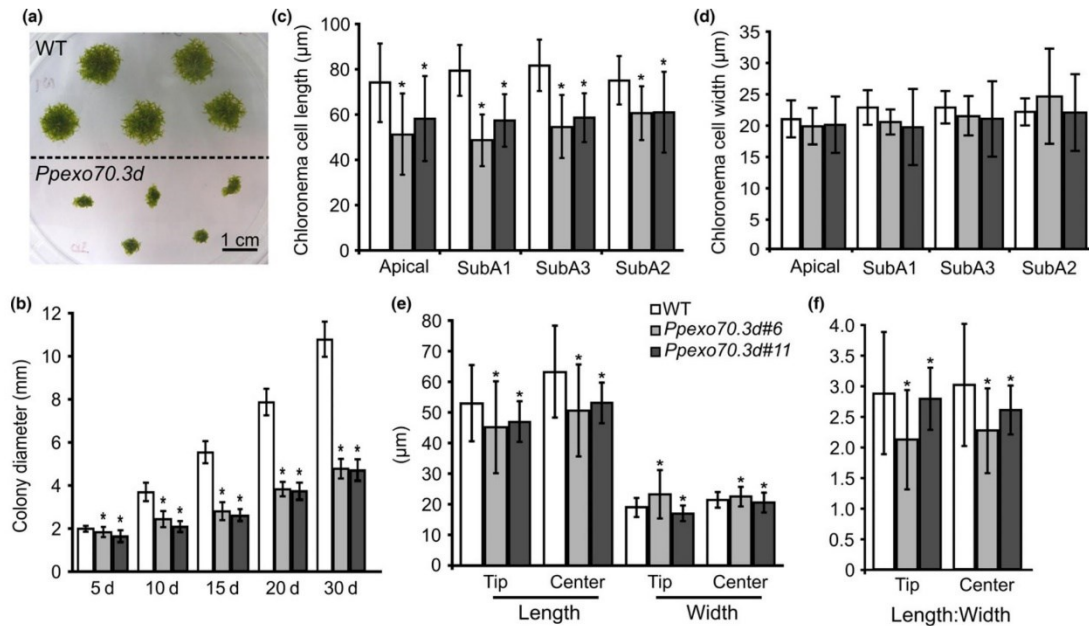 (a)
WT
Ppexo70.3d
1 cm
(b)
Colony diameter (mm)
12
10
8
6
4
2
0
* * * * * * * * * *
5 d 10 d 15 d 20 d 30 d
(c)
Chloronema cell length (μm)
100
80
60
40
20
0
* * * * * * * *
Apical SubA1 SubA3 SubA2
(d)
Chloronema cell width (μm)
35
30
25
20
15
10
5
0
Apical SubA1 SubA3 SubA2
(e)
WT
Ppexo70.3d#6
Ppexo70.3d#11
(μm)
80
60
50
40
30
20
10
0
* * * * * * * *
Tip Center Tip Center
Length Width
(f)
4.0
3.5
3.0
2.5
2.0
1.5
1.0
0.5
0
* * * *
Tip Center
Length:Width